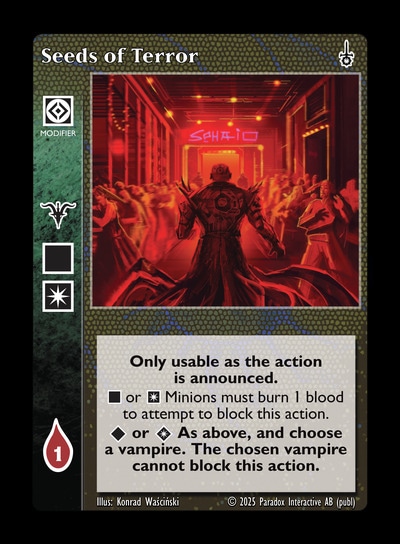 Seeds of Terror
MODIFIER
SPHAIO
Only usable as the action
is announced.
or Minions must burn 1 blood
to attempt to block this action.
or As above, and choose
a vampire. The chosen vampire
cannot block this action.
1
Illus: Konrad Waściński © 2025 Paradox Interactive AB (publ)